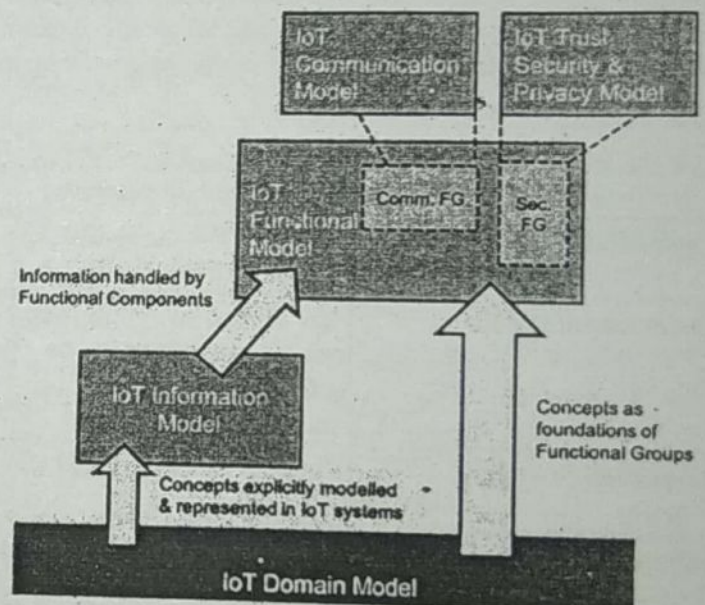 IoT
Communication
Model
IoT Trust
Security &
Privacy Model
IoT
Functional
Model
Comm. FG
Sec.
FG
Information handled by
Functional Components
IoT Information
Model
Concepts as
foundations of
Functional Groups
Concepts explicitly modelled
& represented in IoT systems
IoT Domain Model